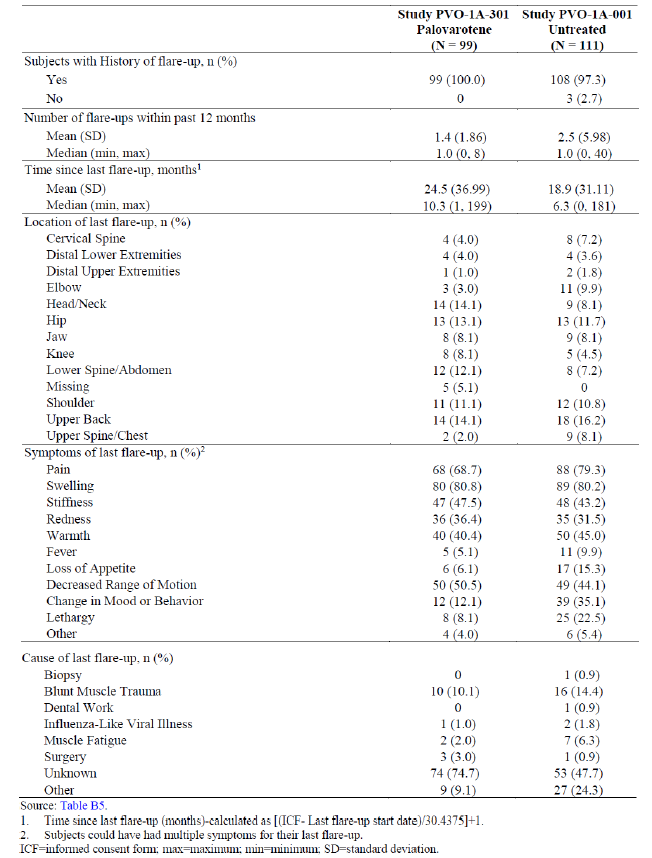 Study PVO-1A-301 Study PVO-1A-001
Palovarotene Untreated
(N = 99) (N = 111)
Subjects with History of flare-up, n (%)
Yes 99 (100.0) 108 (97.3)
No 0 3 (2.7)
Number of flare-ups within past 12 months
Mean (SD) 1.4 (1.86) 2.5 (5.98)
Median (min, max) 1.0 (0, 8) 1.0 (0, 40)
Time since last flare-up, months1
Mean (SD) 24.5 (36.99) 18.9 (31.11)
Median (min, max) 10.3 (1, 199) 6.3 (0, 181)
Location of last flare-up, n (%)
Cervical Spine 4 (4.0) 8 (7.2)
Distal Lower Extremities 4 (4.0) 4 (3.6)
Distal Upper Extremities 1 (1.0) 2 (1.8)
Elbow 3 (3.0) 11 (9.9)
Head/Neck 14 (14.1) 9 (8.1)
Hip 13 (13.1) 13 (11.7)
Jaw 8 (8.1) 9 (8.1)
Knee 8 (8.1) 5 (4.5)
Lower Spine/Abdomen 12 (12.1) 8 (7.2)
Missing 5 (5.1) 0
Shoulder 11 (11.1) 12 (10.8)
Upper Back 14 (14.1) 18 (16.2)
Upper Spine/Chest 2 (2.0) 9 (8.1)
Symptoms of last flare-up, n (%)2
Pain 68 (68.7) 88 (79.3)
Swelling 80 (80.8) 89 (80.2)
Stiffness 47 (47.5) 48 (43.2)
Redness 36 (36.4) 35 (31.5)
Warmth 40 (40.4) 50 (45.0)
Fever 5 (5.1) 11 (9.9)
Loss of Appetite 6 (6.1) 17 (15.3)
Decreased Range of Motion 50 (50.5) 49 (44.1)
Change in Mood or Behavior 12 (12.1) 39 (35.1)
Lethargy 8 (8.1) 25 (22.5)
Other 4 (4.0) 6 (5.4)
Cause of last flare-up, n (%)
Biopsy 0 1 (0.9)
Blunt Muscle Trauma 10 (10.1) 16 (14.4)
Dental Work 0 1 (0.9)
Influenza-Like Viral Illness 1 (1.0) 2 (1.8)
Muscle Fatigue 2 (2.0) 7 (6.3)
Surgery 3 (3.0) 1 (0.9)
Unknown 74 (74.7) 53 (47.7)
Other 9 (9.1) 27 (24.3)
Source: Table B5.
1. Time since last flare-up (months)-calculated as [(ICF- Last flare-up start date)/30.4375]+1.
2. Subjects could have had multiple symptoms for their last flare-up.
ICF=informed consent form; max=maximum; min=minimum; SD=standard deviation.